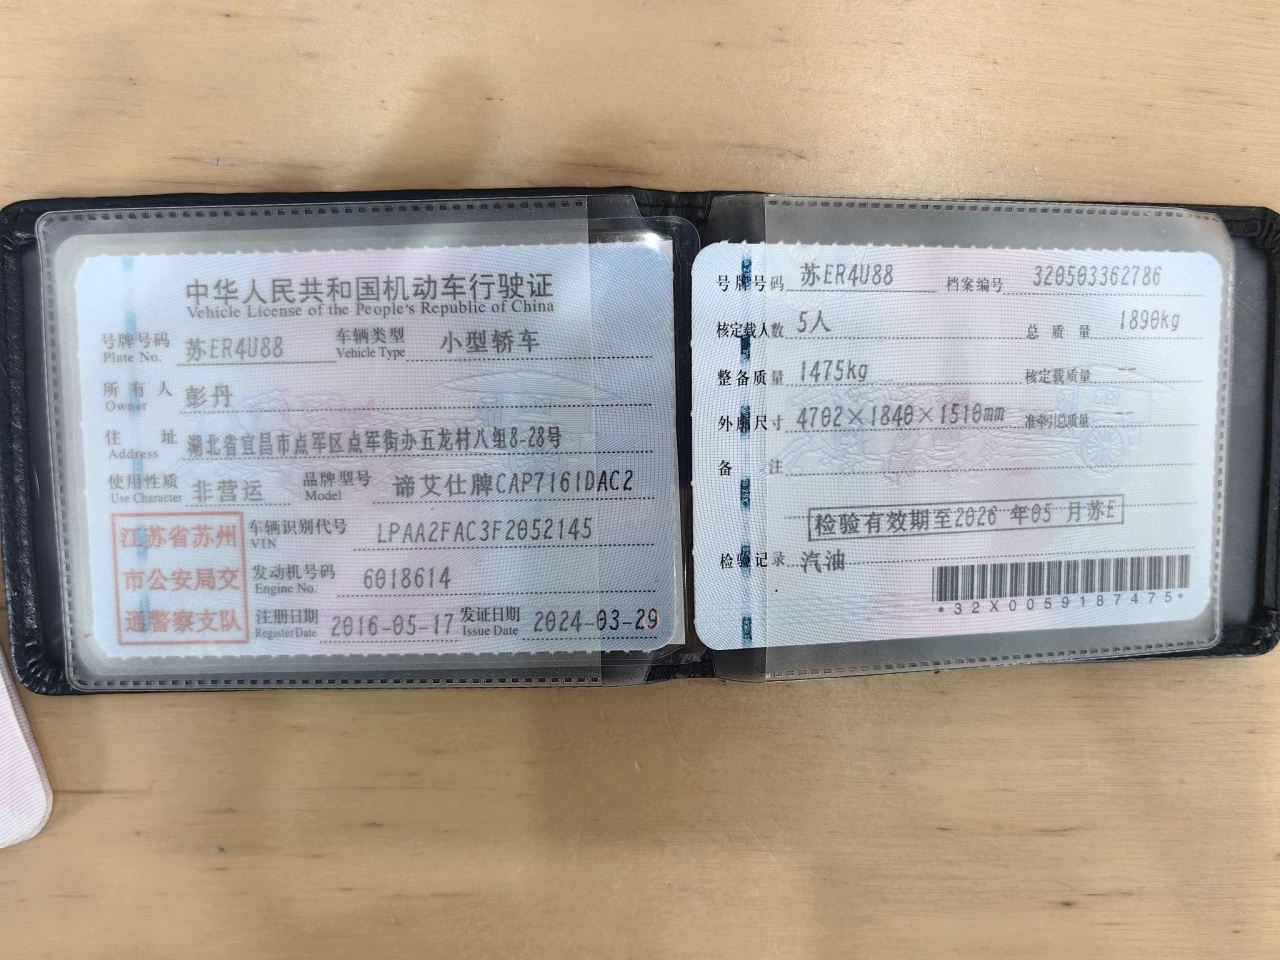 中华人民共和国机动车行驶证
Vehicle License of the People's Republic of China
号牌号码 Plate No. 苏ER4U88 车辆类型 Vehicle Type 小型轿车
所有人 Owner 彭丹
住址 Address 湖北省宜昌市点军区点军街办五龙村八组8-28号
使用性质 Use Character 非营运 品牌型号 Model 谛艾仕牌CAP7161DAC2
江苏省苏州
市公安局交
通警察支队
车辆识别代号 VIN LPAA2FAC3F2052145
发动机号码 Engine No. 6018614
注册日期 Register Date 2016-05-17 发证日期 Issue Date 2024-03-29
号牌号码 苏ER4U88 档案编号 320503362786
核定载人数 5人 总质量 1890kg
整备质量 1475kg 核定载质量 --
外廓尺寸 4702×1840×1510mm 准牵引总质量 --
备注
检验有效期至2026年05月苏E
检验记录 汽油
*32X0059187475*